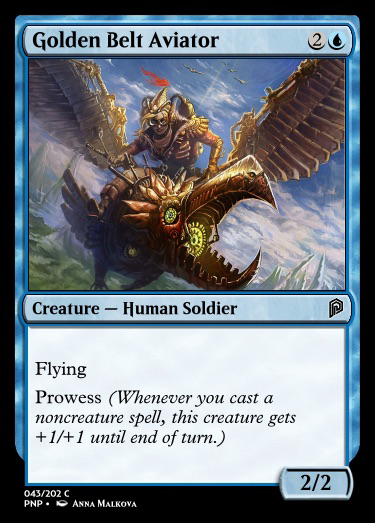 Golden Belt Aviator 2
Creature — Human Soldier
Flying
Prowess (Whenever you cast a
noncreature spell, this creature gets
+1/+1 until end of turn.)
2/2
043/202 C
PNP • Anna Malkova